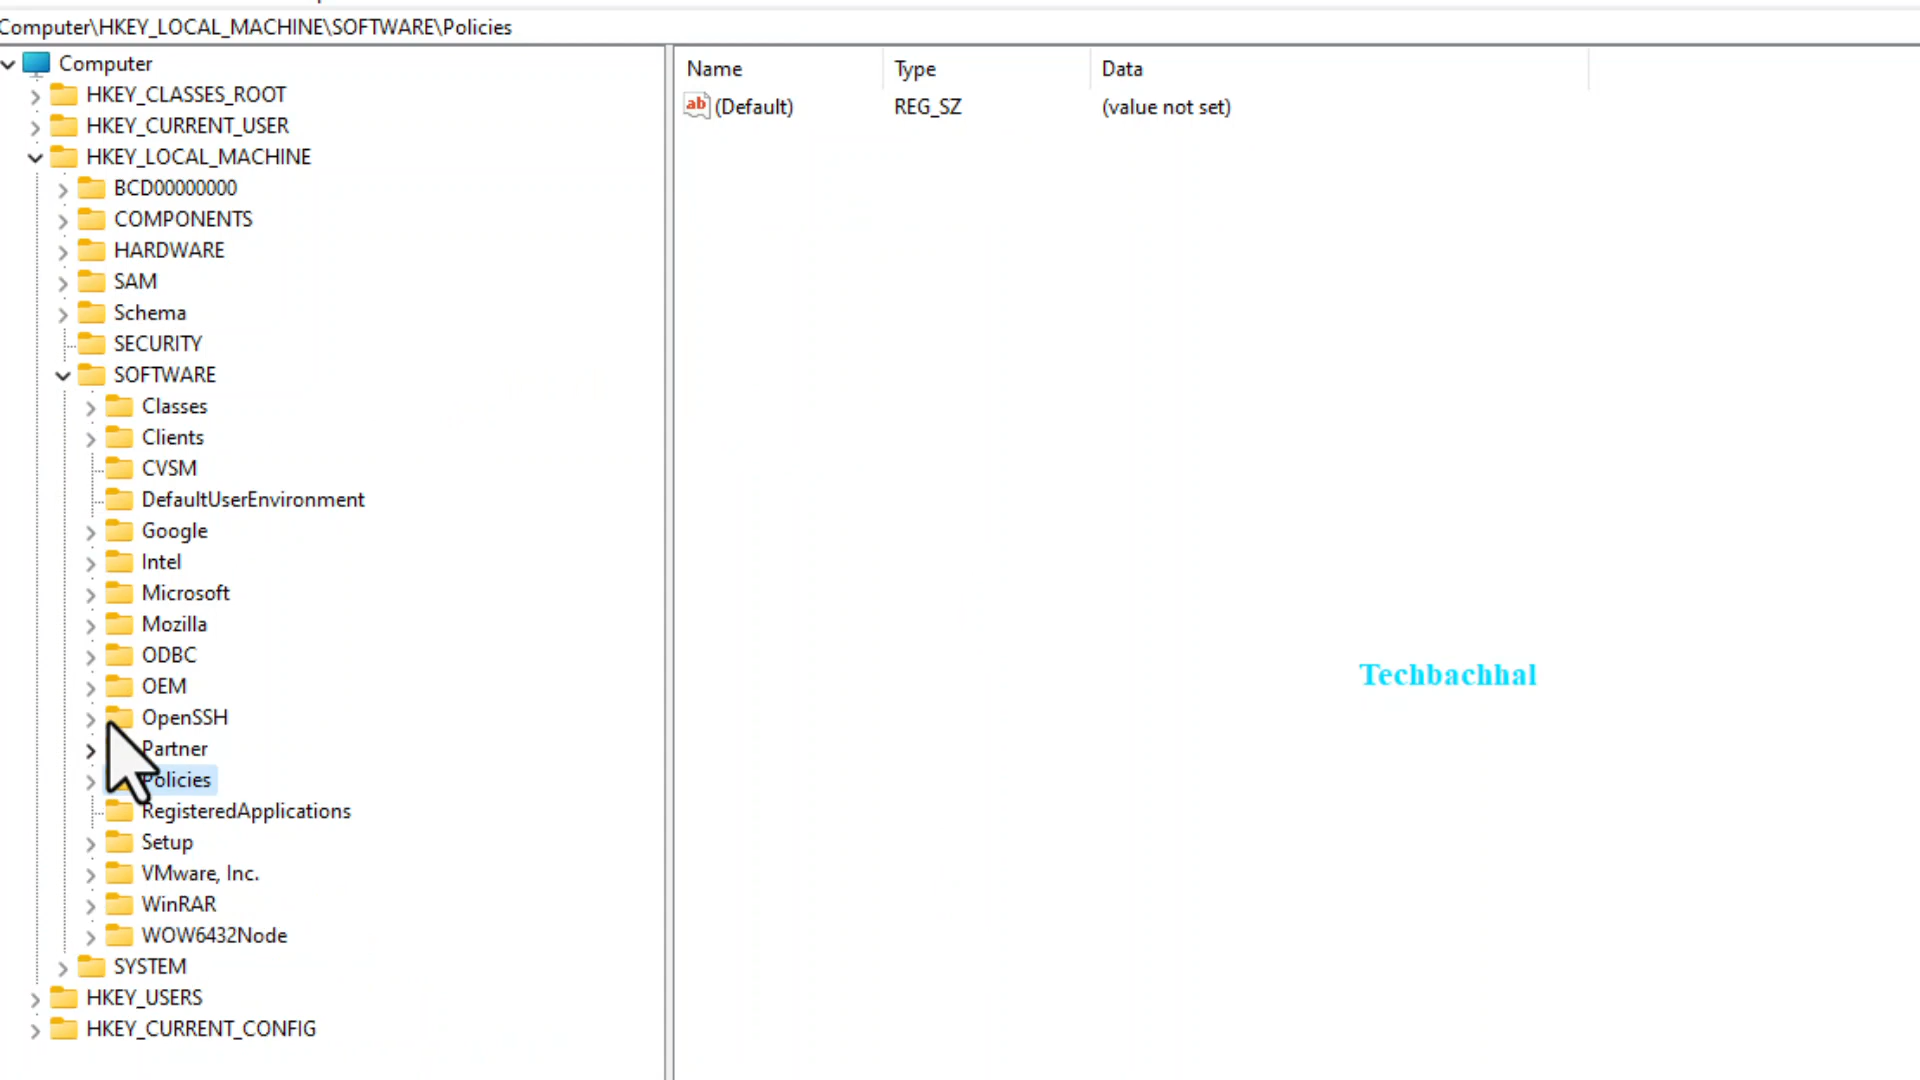 Computer\HKEY_LOCAL_MACHINE\SOFTWARE\Policies
Computer
HKEY_CLASSES_ROOT
HKEY_CURRENT_USER
HKEY_LOCAL_MACHINE
BCD00000000
COMPONENTS
HARDWARE
SAM
Schema
SECURITY
SOFTWARE
Classes
Clients
CVSM
DefaultUserEnvironment
Google
Intel
Microsoft
Mozilla
ODBC
OEM
OpenSSH
Partner
Policies
RegisteredApplications
Setup
VMware, Inc.
WinRAR
WOW6432Node
SYSTEM
HKEY_USERS
HKEY_CURRENT_CONFIG
Name Type Data
ab (Default) REG_SZ (value not set)
Techbachhal